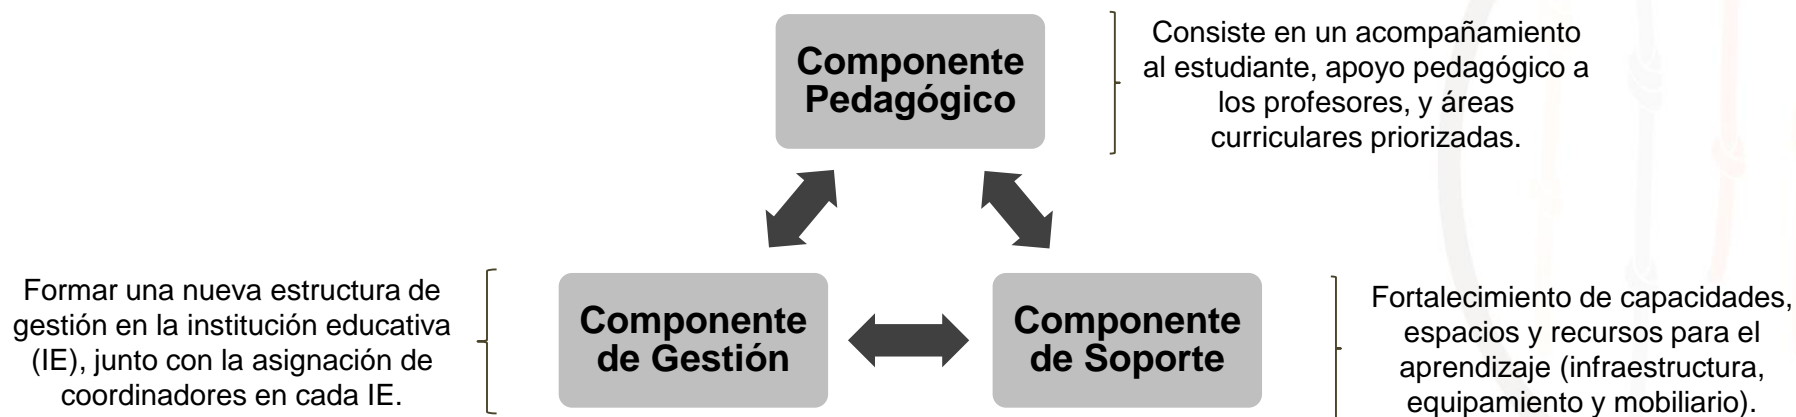 Componente
Pedagógico
Consiste en un acompañamiento
al estudiante, apoyo pedagógico a
los profesores, y áreas
curriculares priorizadas.
Formar una nueva estructura de
gestión en la institución educativa
(IE), junto con la asignación de
coordinadores en cada IE.
Componente
de Gestión
Componente
de Soporte
Fortalecimiento de capacidades,
espacios y recursos para el
aprendizaje (infraestructura,
equipamiento y mobiliario).